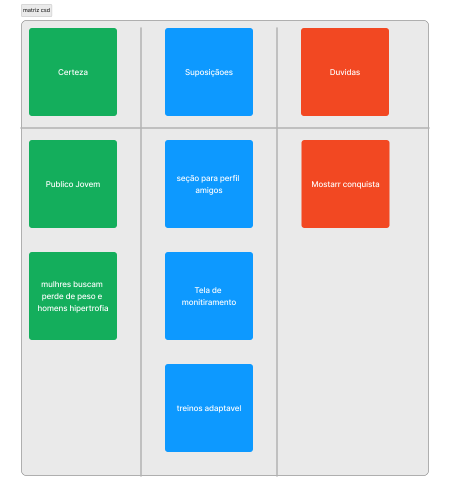 matriz csd
Certeza
Suposiçãoes
Duvidas
Publico Jovem
seção para perfil
amigos
Mostarr conquista
mulhres buscam
perde de peso e
homens hipertrofia
Tela de
monitiramento
treinos adaptavel